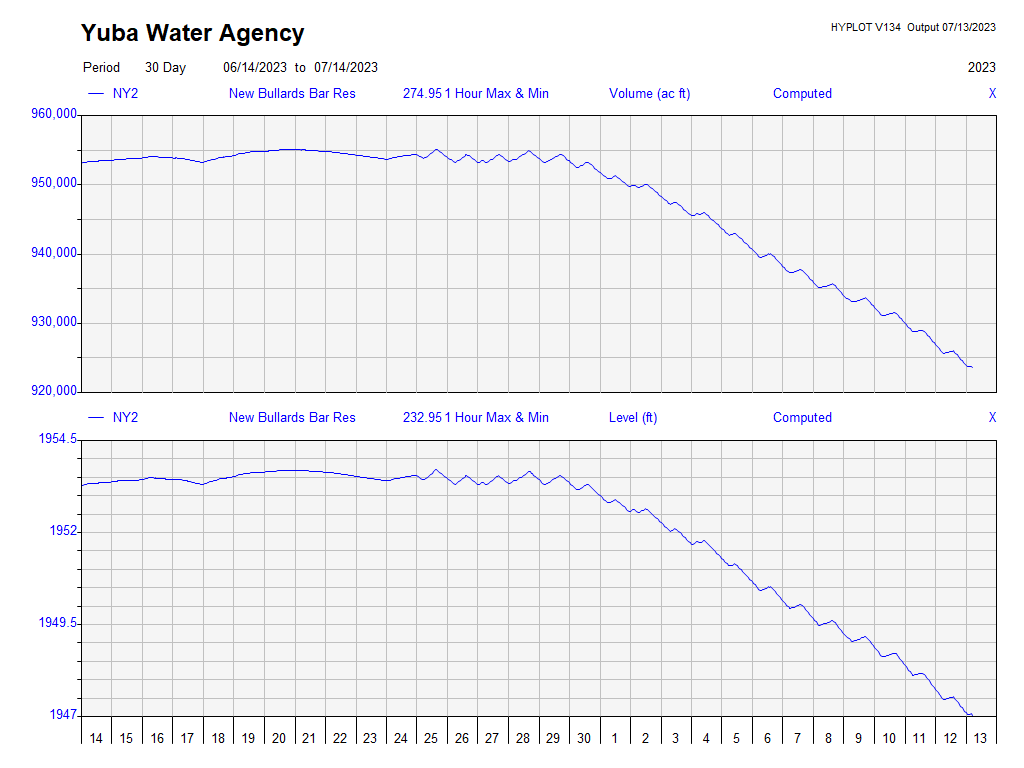 Yuba Water Agency
HYPLOT V134 Output 07/13/2023
Period 30 Day 06/14/2023 to 07/14/2023 2023
NY2 New Bullards Bar Res 274.95 1 Hour Max & Min Volume (ac ft) Computed X
960,000
950,000
940,000
930,000
920,000
NY2 New Bullards Bar Res 232.95 1 Hour Max & Min Level (ft) Computed X
1954.5
1952
1949.5
1947
14 15 16 17 18 19 20 21 22 23 24 25 26 27 28 29 30 1 2 3 4 5 6 7 8 9 10 11 12 13